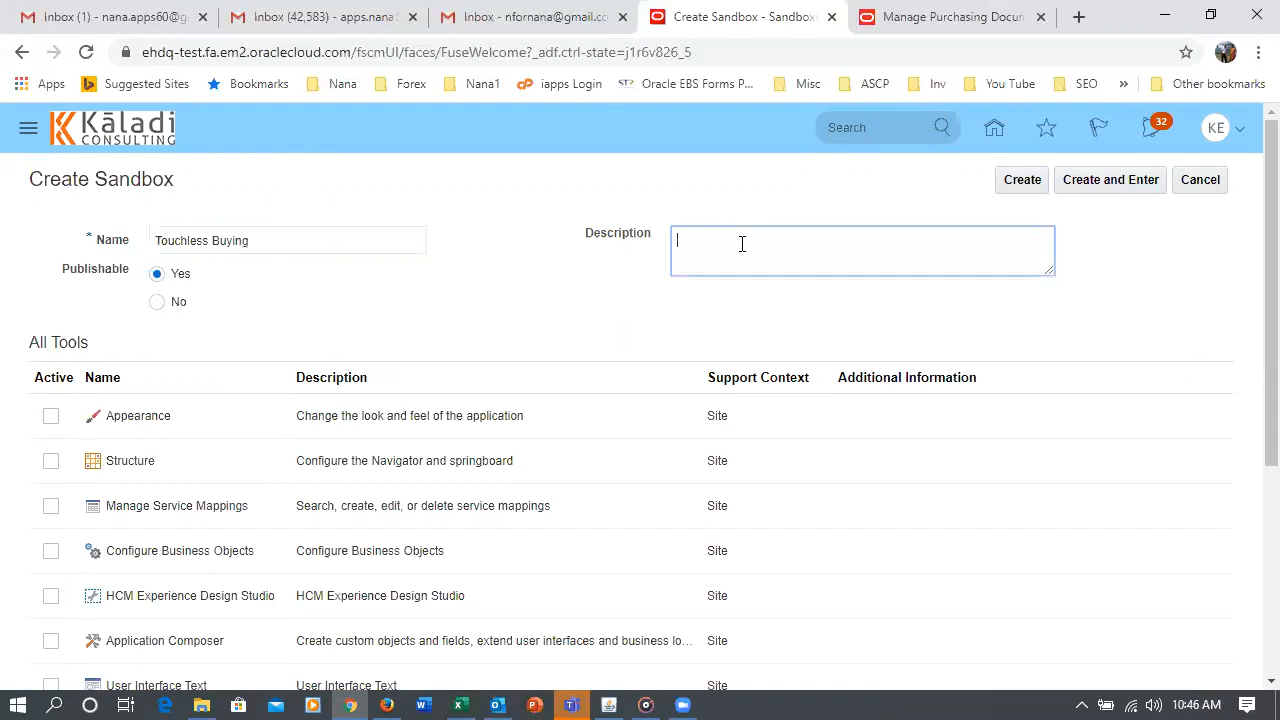 Inbox (1) - nana.apps05@g
Inbox (42,583) - apps.nana
Inbox - nfornana@gmail.co
Create Sandbox - Sandbox
Manage Purchasing Docun
ehdq-test.fa.em2.oraclecloud.com/fscmUI/faces/FuseWelcome?_adf.ctrl-state=j1r6v826_5
Apps
Suggested Sites
Bookmarks
Nana
Forex
Nana1
iapps Login
Oracle EBS Forms P...
Misc
ASCP
Inv
You Tube
SEO
»
Other bookmarks
Kāladi
CONSULTING
Search
32
KE
Create Sandbox
Create
Create and Enter
Cancel
* Name
Touchless Buying
Description
Publishable
Yes
No
All Tools
Active Name Description Support Context Additional Information
Appearance Change the look and feel of the application Site
Structure Configure the Navigator and springboard Site
Manage Service Mappings Search, create, edit, or delete service mappings Site
Configure Business Objects Configure Business Objects Site
HCM Experience Design Studio HCM Experience Design Studio Site
Application Composer Create custom objects and fields, extend user interfaces and business lo... Site
User Interface Text User Interface Text Site
10:46 AM